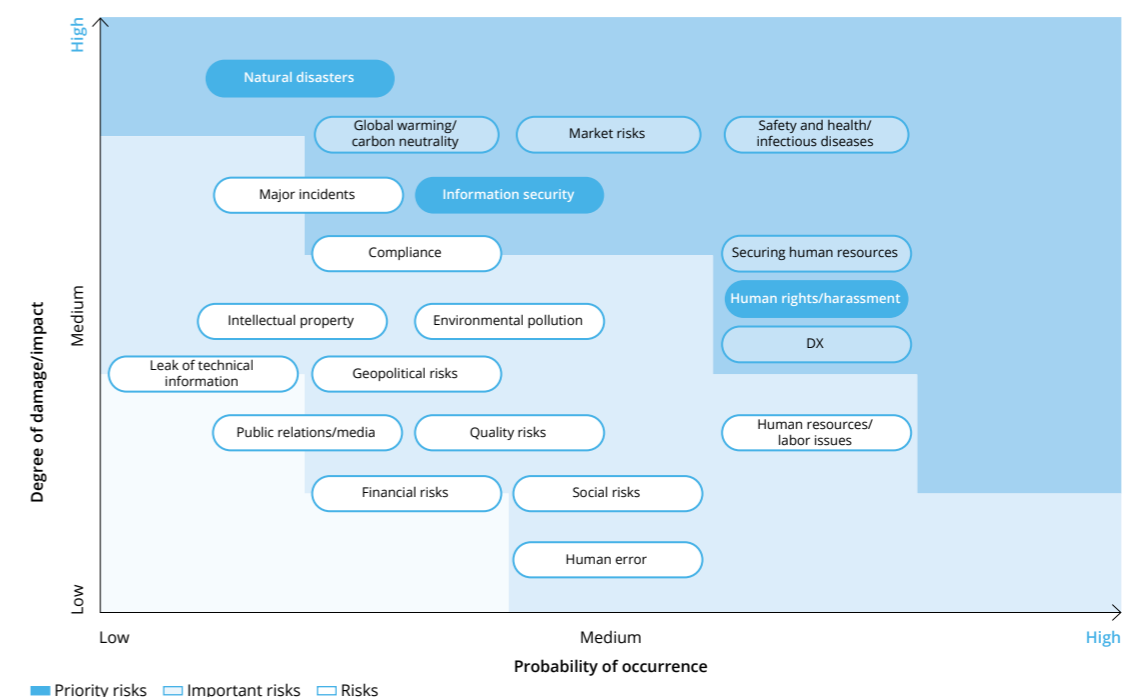 High
Natural disasters
Global warming/
carbon neutrality
Market risks
Safety and health/
infectious diseases
Major incidents
Information security
Compliance
Securing human resources
Human rights/harassment
DX
Intellectual property
Environmental pollution
Leak of technical
information
Geopolitical risks
Public relations/media
Quality risks
Human resources/
labor issues
Financial risks
Social risks
Human error
Degree of damage/impact
Medium
Low
Low
Medium
High
Probability of occurrence
Priority risks
Important risks
Risks